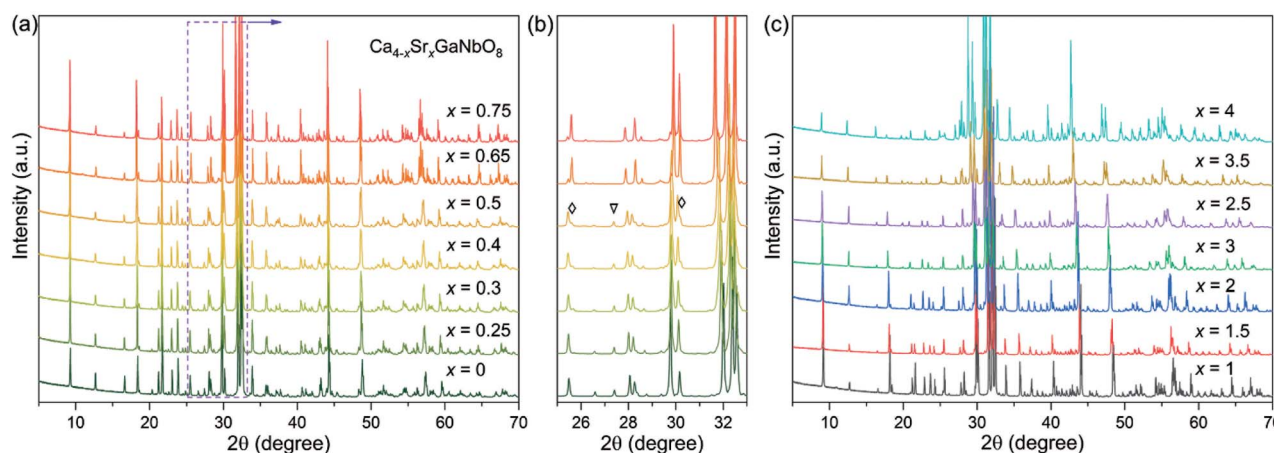 (a)
Ca4-xSrxGaNbO8
x = 0.75
x = 0.65
x = 0.5
x = 0.4
x = 0.3
x = 0.25
x = 0
Intensity (a.u.)
5 10 20 30 40 50 60 70
2θ (degree)
(b)
26 28 30 32
2θ (degree)
(c)
x = 4
x = 3.5
x = 2.5
x = 3
x = 2
x = 1.5
x = 1
Intensity (a.u.)
10 20 30 40 50 60 70
2θ (degree)